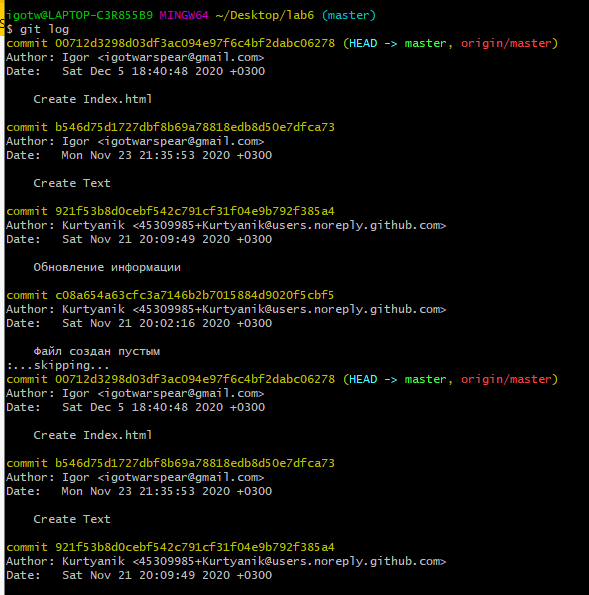 igotw@LAPTOP-C3R855B9 MINGW64 ~/Desktop/lab6 (master)
$ git log
commit 00712d3298d03df3ac094e97f6c4bf2dabc06278 (HEAD -> master, origin/master)
Author: Igor <igotwarspear@gmail.com>
Date:   Sat Dec 5 18:40:48 2020 +0300
    Create Index.html
commit b546d75d1727dbf8b69a78818edb8d50e7dfca73
Author: Igor <igotwarspear@gmail.com>
Date:   Mon Nov 23 21:35:53 2020 +0300
    Create Text
commit 921f53b8d0cebf542c791cf31f04e9b792f385a4
Author: Kurtyanik <45309985+Kurtyanik@users.noreply.github.com>
Date:   Sat Nov 21 20:09:49 2020 +0300
    Обновление информации
commit c08a654a63cfc3a7146b2b7015884d9020f5cbf5
Author: Kurtyanik <45309985+Kurtyanik@users.noreply.github.com>
Date:   Sat Nov 21 20:02:16 2020 +0300
    Файл создан пустым
:...skipping...
commit 00712d3298d03df3ac094e97f6c4bf2dabc06278 (HEAD -> master, origin/master)
Author: Igor <igotwarspear@gmail.com>
Date:   Sat Dec 5 18:40:48 2020 +0300
    Create Index.html
commit b546d75d1727dbf8b69a78818edb8d50e7dfca73
Author: Igor <igotwarspear@gmail.com>
Date:   Mon Nov 23 21:35:53 2020 +0300
    Create Text
commit 921f53b8d0cebf542c791cf31f04e9b792f385a4
Author: Kurtyanik <45309985+Kurtyanik@users.noreply.github.com>
Date:   Sat Nov 21 20:09:49 2020 +0300